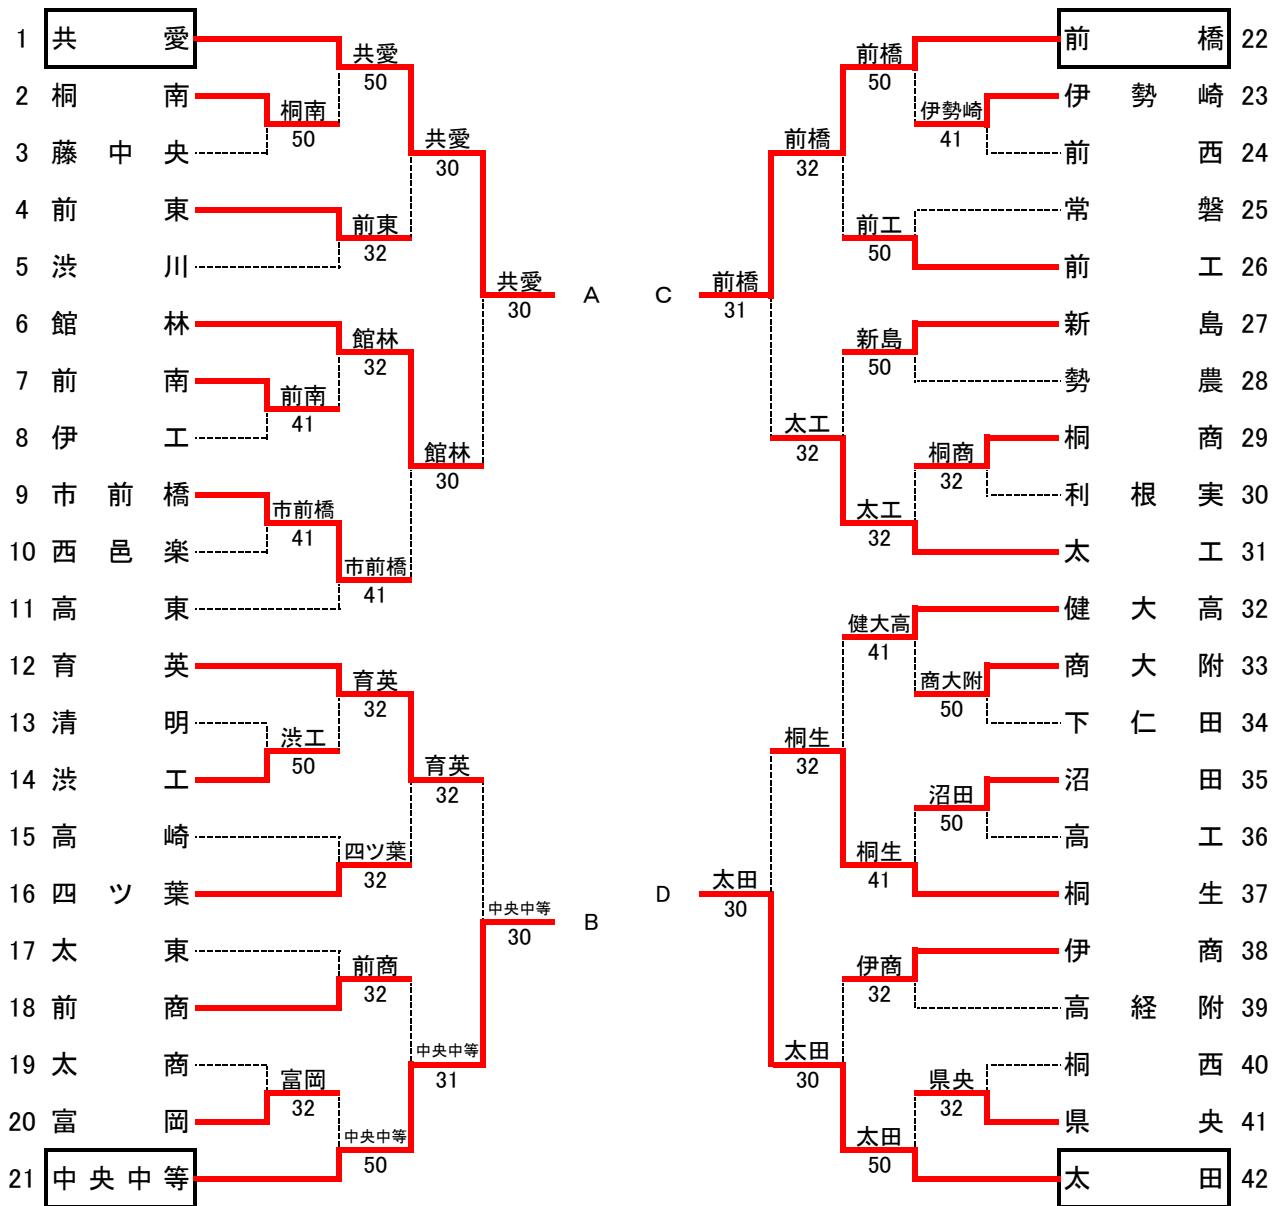 1 共愛
2 桐南
3 藤中央
4 前東
5 渋川
6 館林
7 前南
8 伊工
9 市前橋
10 西邑楽
11 高東
12 育英
13 清明
14 渋工
15 高崎
16 四ツ葉
17 太東
18 前商
19 太商
20 富岡
21 中央中等
桐南
50
前南
41
市前橋
41
渋工
50
富岡
32
共愛
50
前東
32
館林
32
市前橋
41
育英
32
四ツ葉
32
前商
32
中央中等
50
共愛
30
館林
30
育英
32
中央中等
31
共愛
30
A
中央中等
30
B
C
前橋
31
D
太田
30
前橋
32
太工
32
桐生
32
太田
30
前橋
50
前工
50
新島
50
太工
32
健大高
41
桐生
41
伊商
32
太田
50
伊勢崎
41
桐商
32
商大附
50
沼田
50
県央
32
前橋 22
伊勢崎 23
前西 24
常磐 25
前工 26
新島 27
勢農 28
桐商 29
利根実 30
太工 31
健大高 32
商大附 33
下仁田 34
沼田 35
高工 36
桐生 37
伊商 38
高経附 39
桐西 40
県央 41
太田 42